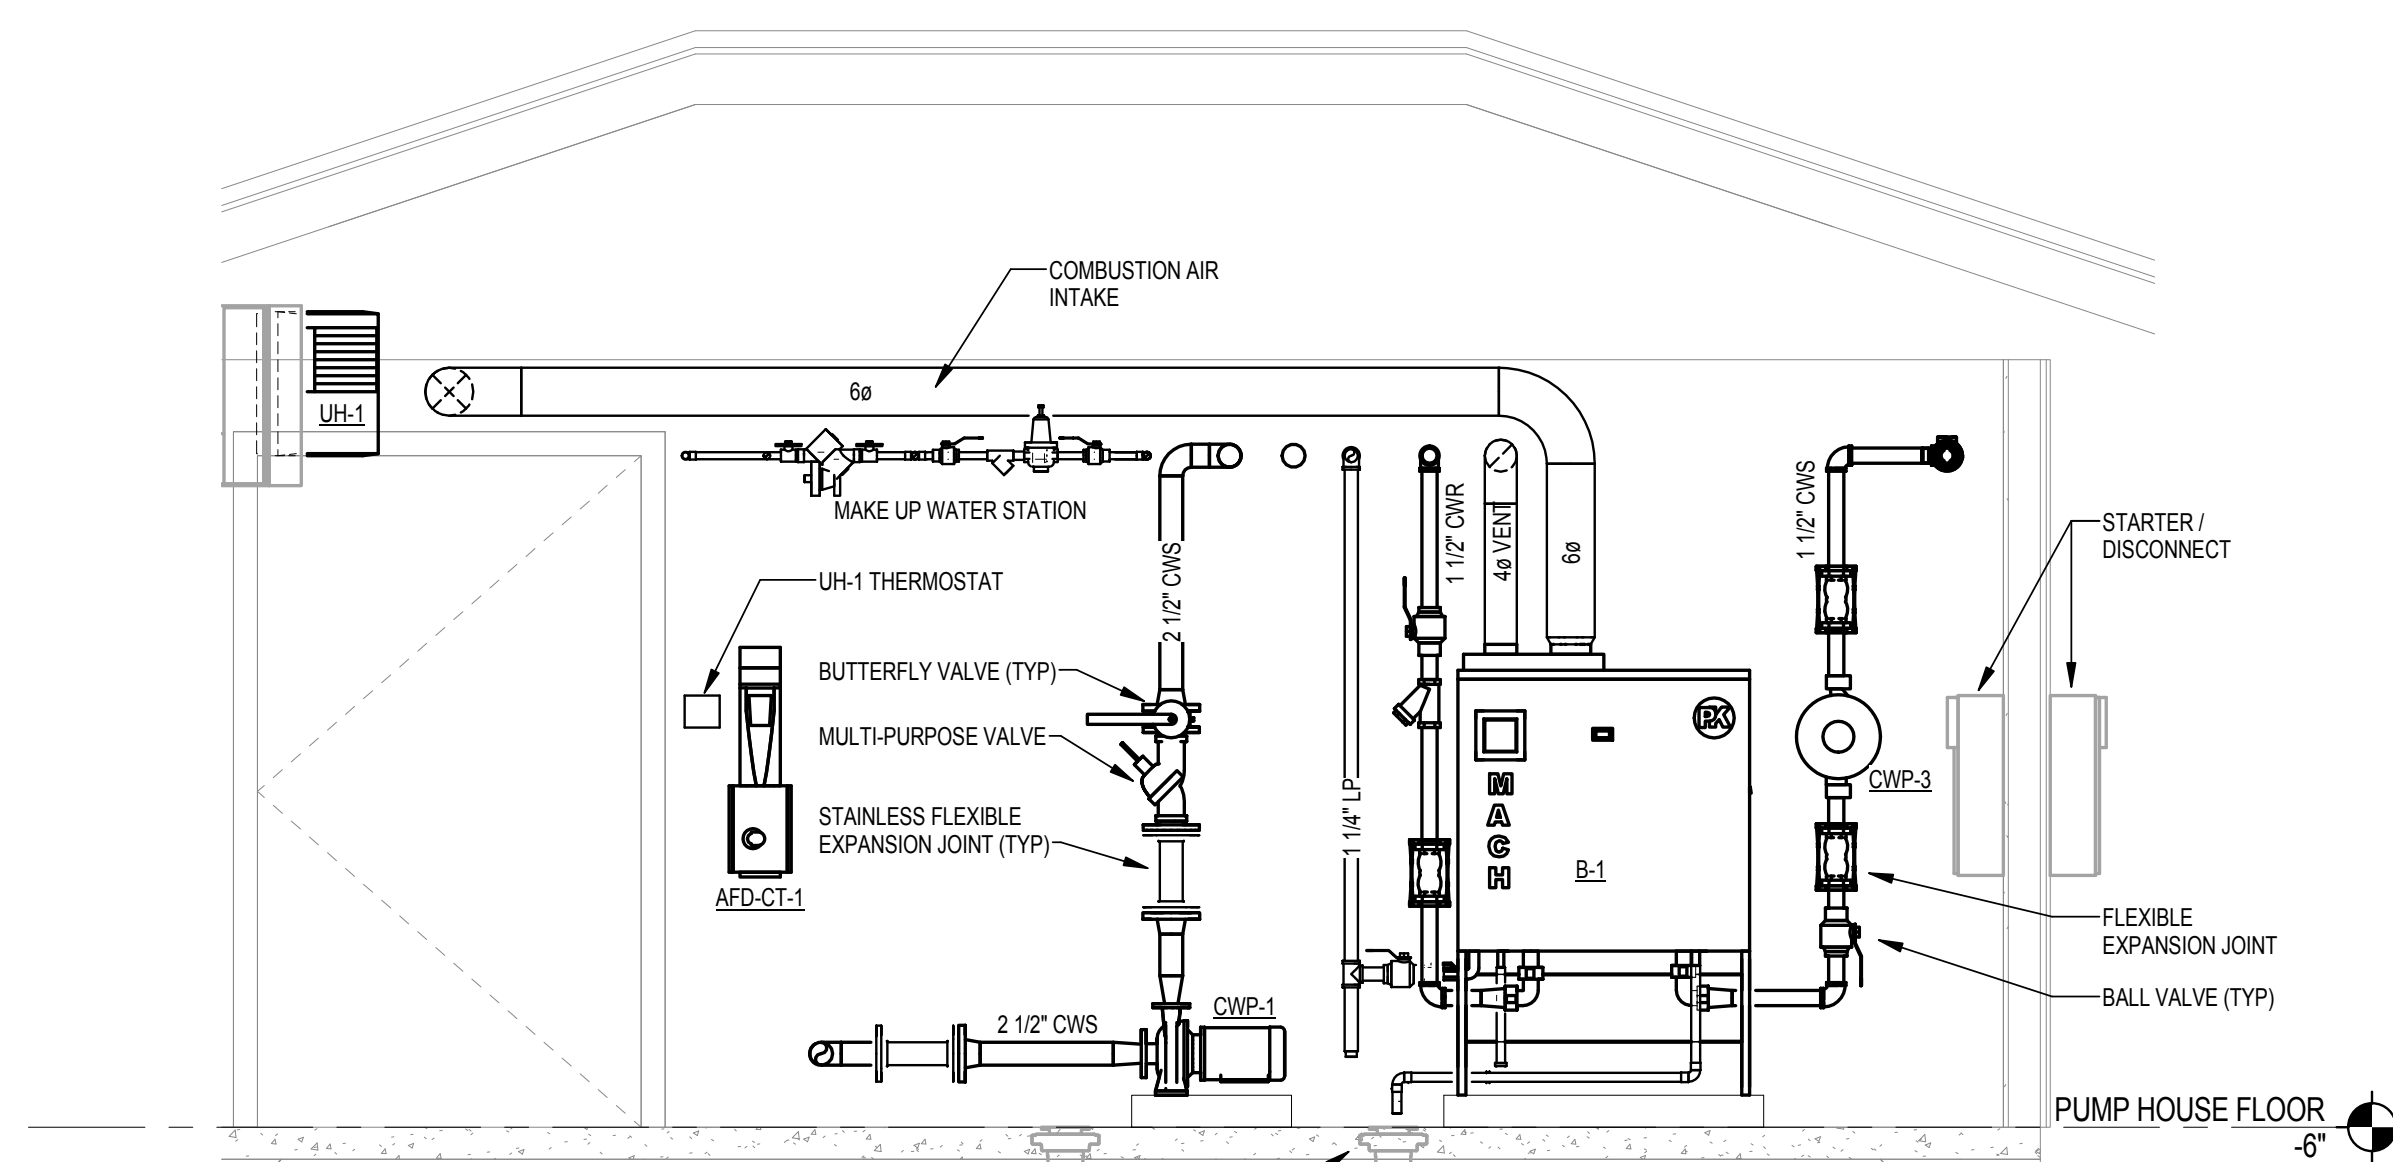 COMBUSTION AIR
INTAKE
6ø
UH-1
MAKE UP WATER STATION
2 1/2" CWS
1 1/2" CWR
4ø VENT
6ø
1 1/2" CWS
STARTER /
DISCONNECT
UH-1 THERMOSTAT
BUTTERFLY VALVE (TYP)
MULTI-PURPOSE VALVE
STAINLESS FLEXIBLE
EXPANSION JOINT (TYP)
AFD-CT-1
1 1/4" LP
PK
MACH
B-1
CWP-3
FLEXIBLE
EXPANSION JOINT
BALL VALVE (TYP)
CWP-1
2 1/2" CWS
PUMP HOUSE FLOOR
-6"